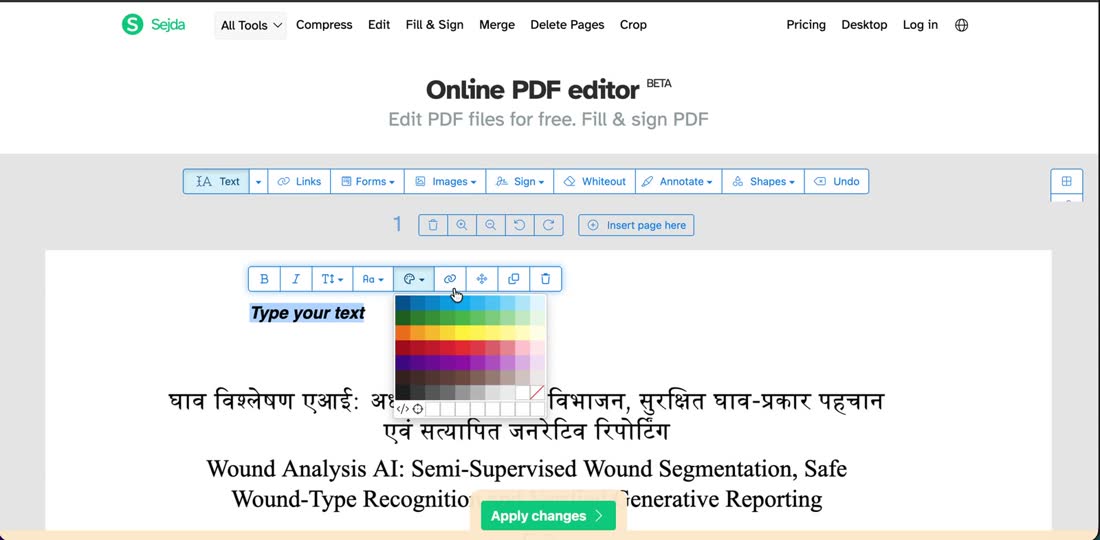 Sejda
All Tools
Compress
Edit
Fill & Sign
Merge
Delete Pages
Crop
Pricing
Desktop
Log in
Online PDF editor BETA
Edit PDF files for free. Fill & sign PDF
Text
Links
Forms
Images
Sign
Whiteout
Annotate
Shapes
Undo
1
Insert page here
B
I
Aa
Type your text
घाव विश्लेषण एआई: विभाजन, सुरक्षित घाव-प्रकार पहचान
एवं सत्यापित जनरेटिव रिपोर्टिंग
Wound Analysis AI: Semi-Supervised Wound Segmentation, Safe
Wound-Type Recognition Generative Reporting
Apply changes